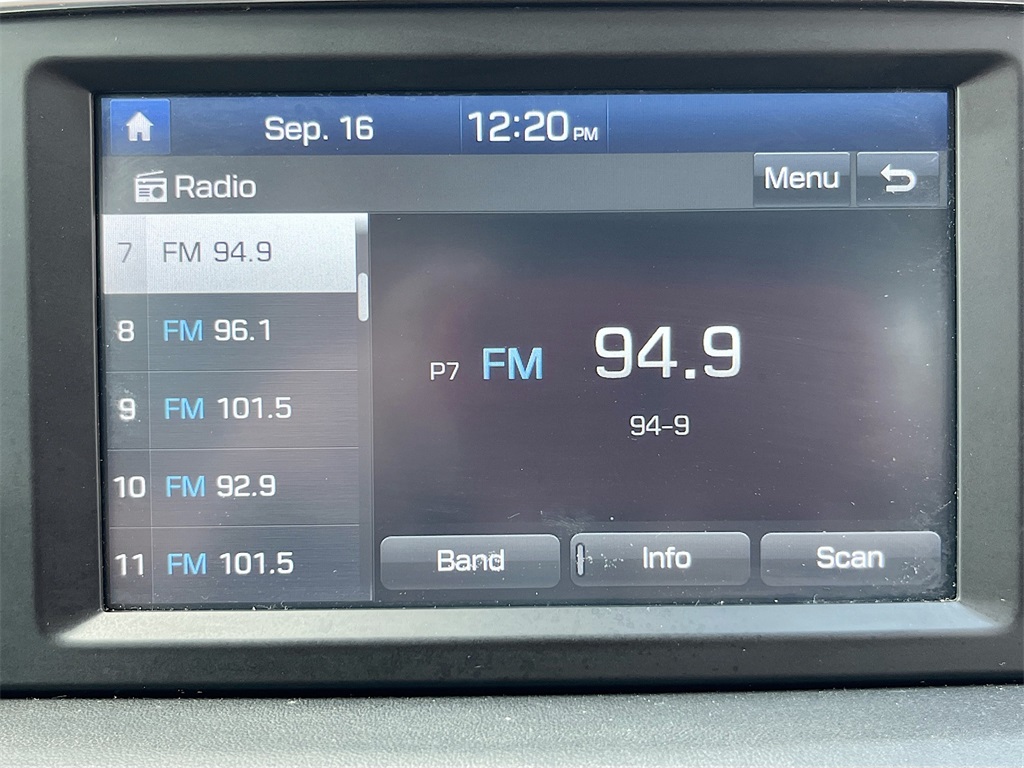 Sep. 16 12:20 PM
Radio Menu
7 FM 94.9
8 FM 96.1
9 FM 101.5
10 FM 92.9
11 FM 101.5
P7 FM 94.9
94-9
Band Info Scan